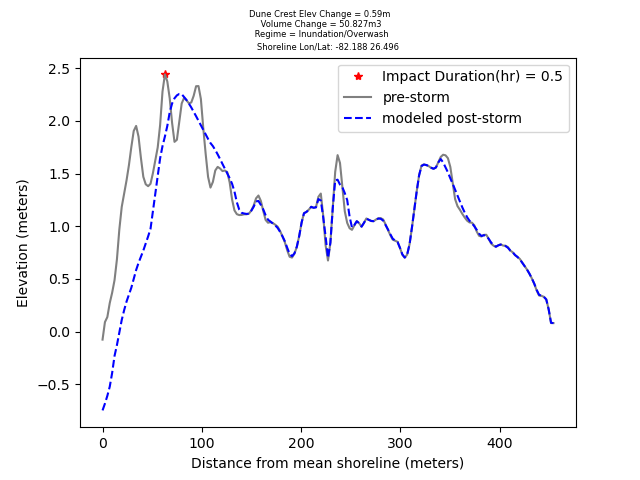 Dune Crest Elev Change = 0.59m
Volume Change = 50.827m3
Regime = Inundation/Overwash
Shoreline Lon/Lat: -82.188 26.496
Impact Duration(hr) = 0.5
pre-storm
modeled post-storm
Elevation (meters)
2.5
2.0
1.5
1.0
0.5
0.0
−0.5
0 100 200 300 400
Distance from mean shoreline (meters)